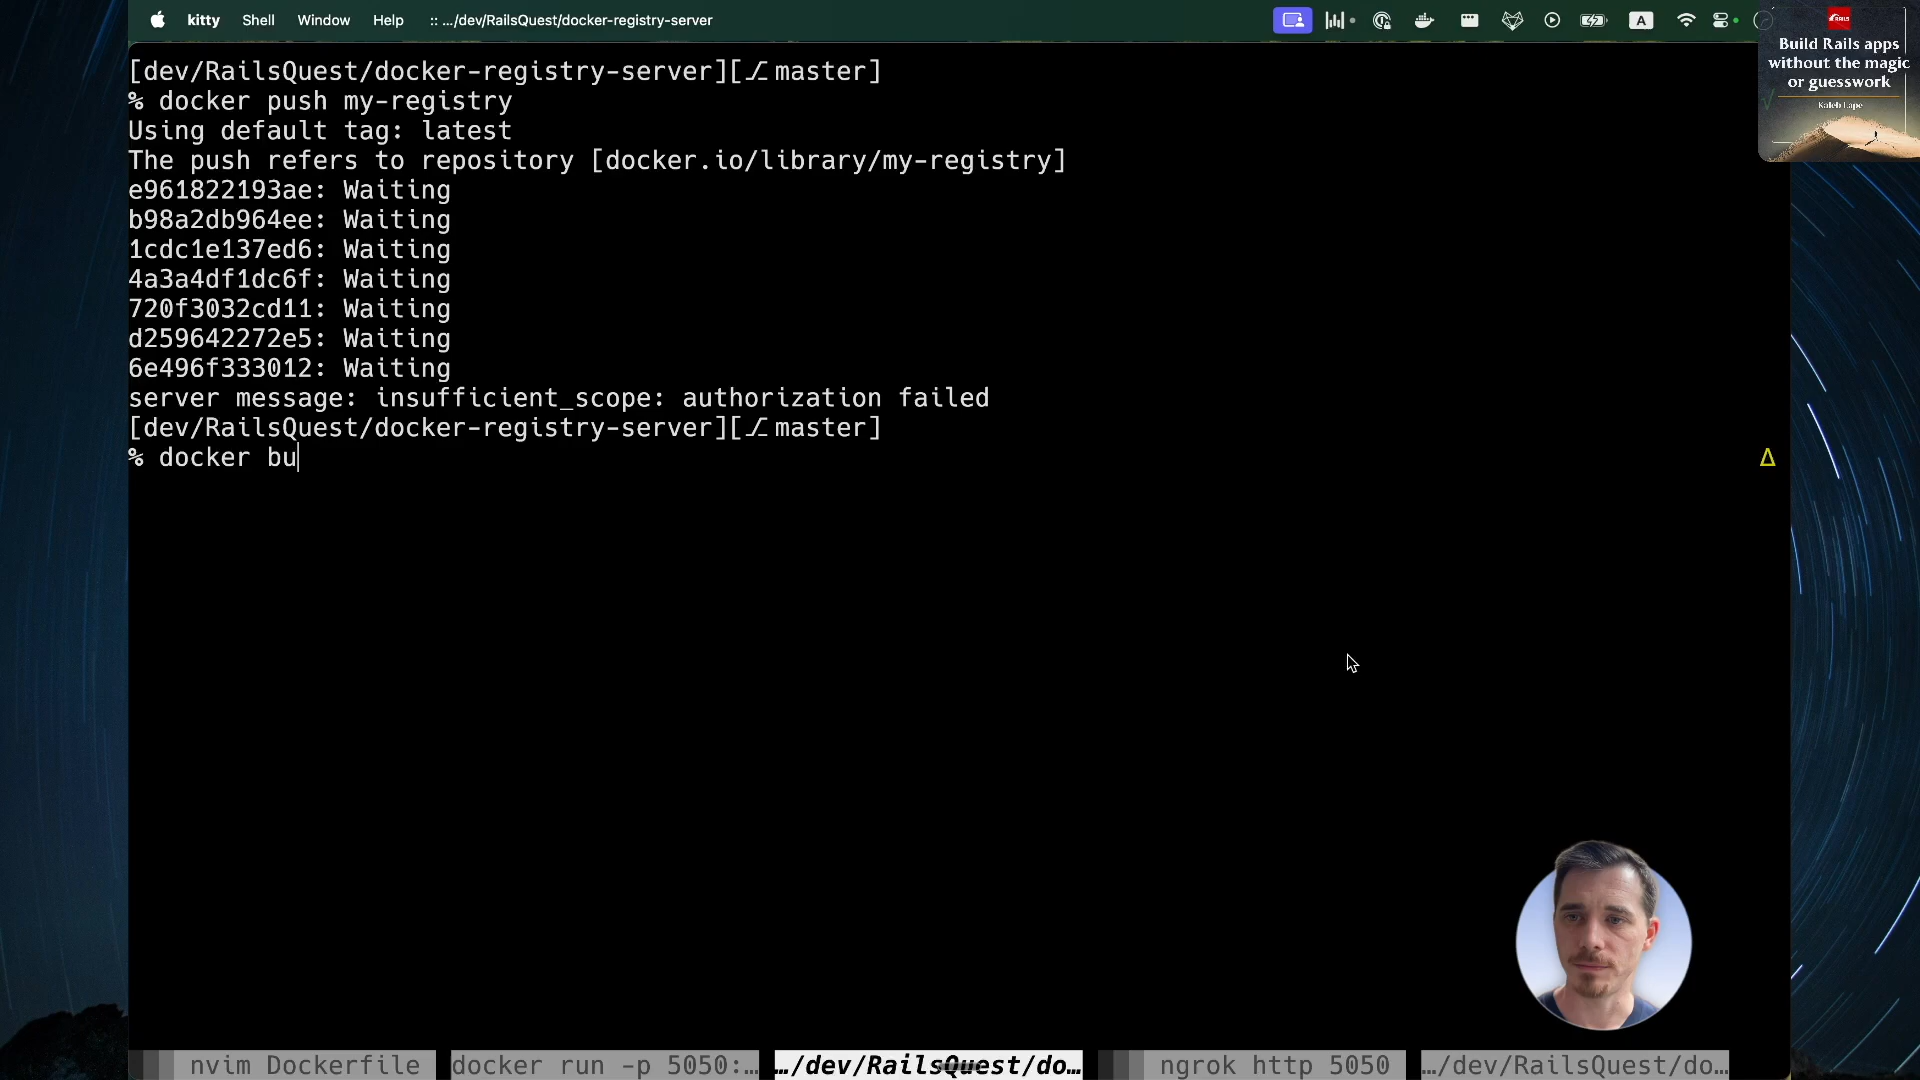 kitty Shell Window Help :: .../dev/RailsQuest/docker-registry-server
A
RAILS
Build Rails apps
without the magic
or guesswork
Kaleb Lape
[dev/RailsQuest/docker-registry-server][⎇ master]
% docker push my-registry
Using default tag: latest
The push refers to repository [docker.io/library/my-registry]
e961822193ae: Waiting
b98a2db964ee: Waiting
1cdc1e137ed6: Waiting
4a3a4df1dc6f: Waiting
720f3032cd11: Waiting
d259642272e5: Waiting
6e496f333012: Waiting
server message: insufficient_scope: authorization failed
[dev/RailsQuest/docker-registry-server][⎇ master]
% docker bu Δ
nvim Dockerfile docker run -p 5050:… …/dev/RailsQuest/do… ngrok http 5050 …/dev/RailsQuest/do…